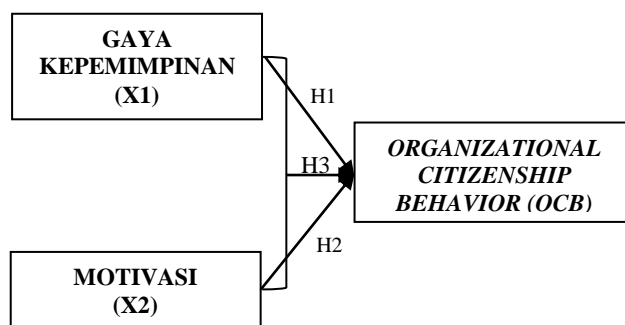 GAYA
KEPEMIMPINAN
(X1)
H1
ORGANIZATIONAL
CITIZENSHIP
BEHAVIOR (OCB)
H3
H2
MOTIVASI
(X2)